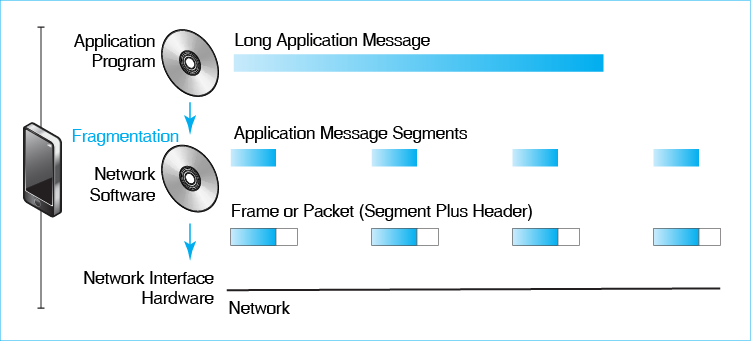 Application
Program
Long Application Message
Fragmentation
Application Message Segments
Network
Software
Frame or Packet (Segment Plus Header)
Network Interface
Hardware
Network